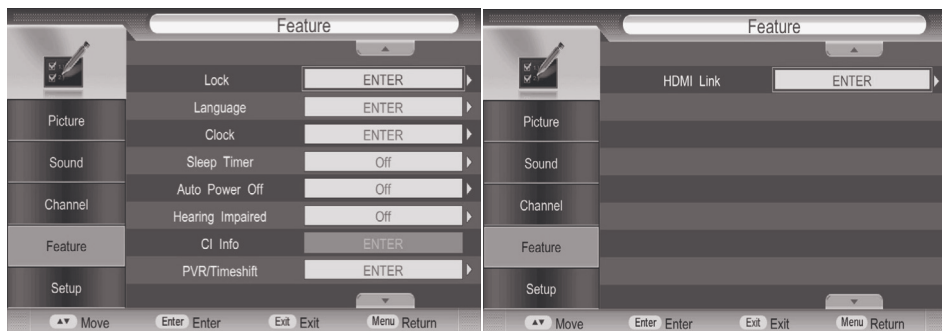 Feature
Lock ENTER
Language ENTER
Picture
Clock ENTER
Sound
Sleep Timer Off
Auto Power Off Off
Channel
Hearing Impaired Off
Feature
CI Info ENTER
PVR/Timeshift ENTER
Setup
▲▼ Move Enter Enter Exit Exit Menu Return
Feature
HDMI Link ENTER
Picture
Sound
Channel
Feature
Setup
▲▼ Move Enter Enter Exit Exit Menu Return